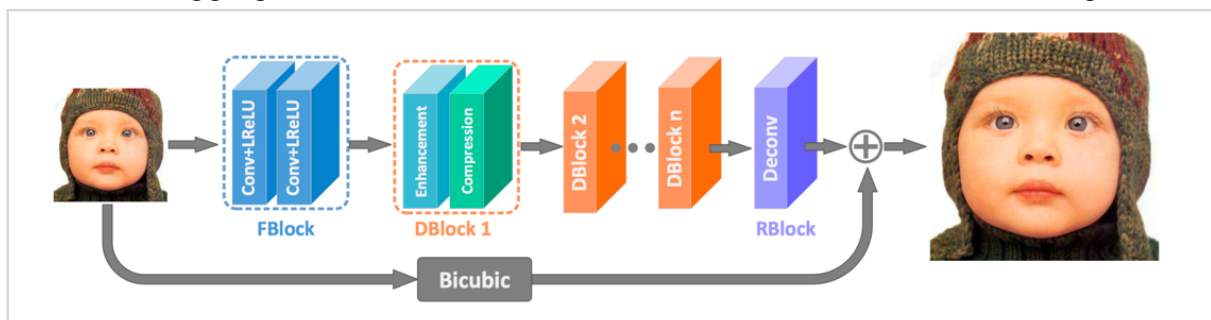 Conv+LReLU
Conv+LReLU
FBlock
Enhancement
Compression
DBlock 1
DBlock 2
DBlock n
Deconv
RBlock
Bicubic